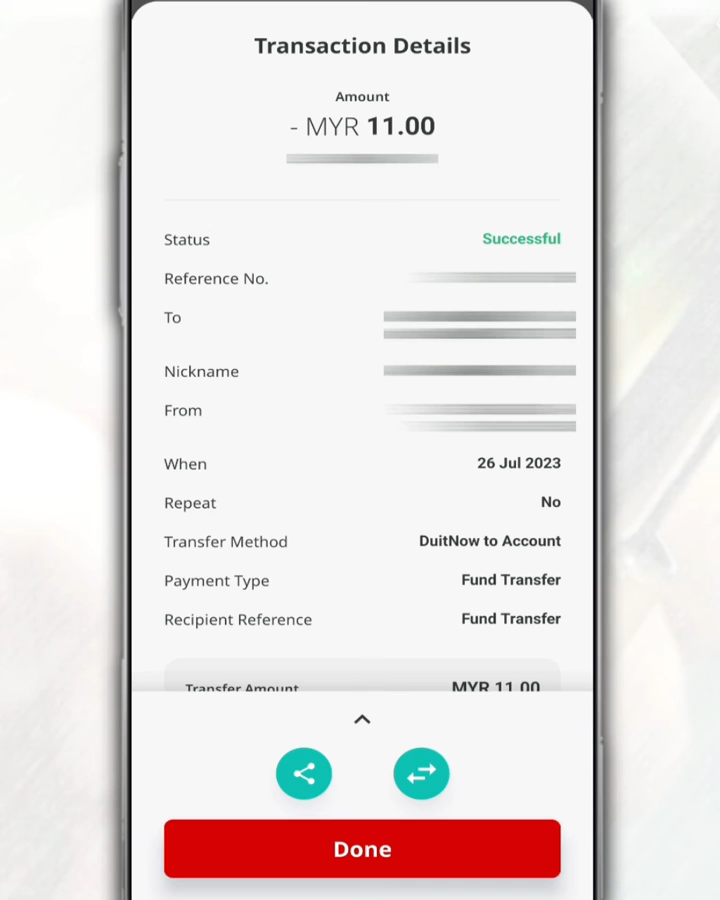 Transaction Details
Amount
- MYR 11.00
Status Successful
Reference No.
To
Nickname
From
When 26 Jul 2023
Repeat No
Transfer Method DuitNow to Account
Payment Type Fund Transfer
Recipient Reference Fund Transfer
Transfer Amount MYR 11.00
Done